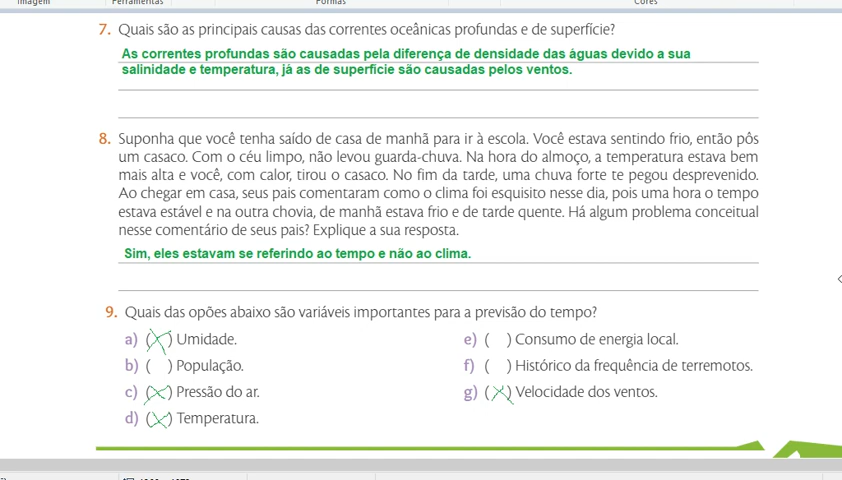 Imagem Ferramentas Formas Cores
7. Quais são as principais causas das correntes oceânicas profundas e de superfície?
As correntes profundas são causadas pela diferença de densidade das águas devido a sua
salinidade e temperatura, já as de superfície são causadas pelos ventos.
8. Suponha que você tenha saído de casa de manhã para ir à escola. Você estava sentindo frio, então pôs
um casaco. Com o céu limpo, não levou guarda-chuva. Na hora do almoço, a temperatura estava bem
mais alta e você, com calor, tirou o casaco. No fim da tarde, uma chuva forte te pegou desprevenido.
Ao chegar em casa, seus pais comentaram como o clima foi esquisito nesse dia, pois uma hora o tempo
estava estável e na outra chovia, de manhã estava frio e de tarde quente. Há algum problema conceitual
nesse comentário de seus pais? Explique a sua resposta.
Sim, eles estavam se referindo ao tempo e não ao clima.
9. Quais das opões abaixo são variáveis importantes para a previsão do tempo?
a) (X) Umidade.
b) ( ) População.
c) (X) Pressão do ar.
d) (X) Temperatura.
e) ( ) Consumo de energia local.
f) ( ) Histórico da frequência de terremotos.
g) (X) Velocidade dos ventos.